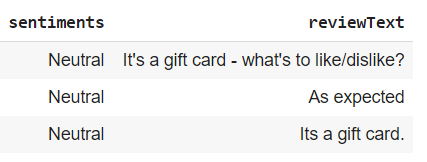 sentiments reviewText
Neutral It's a gift card - what's to like/dislike?
Neutral As expected
Neutral Its a gift card.